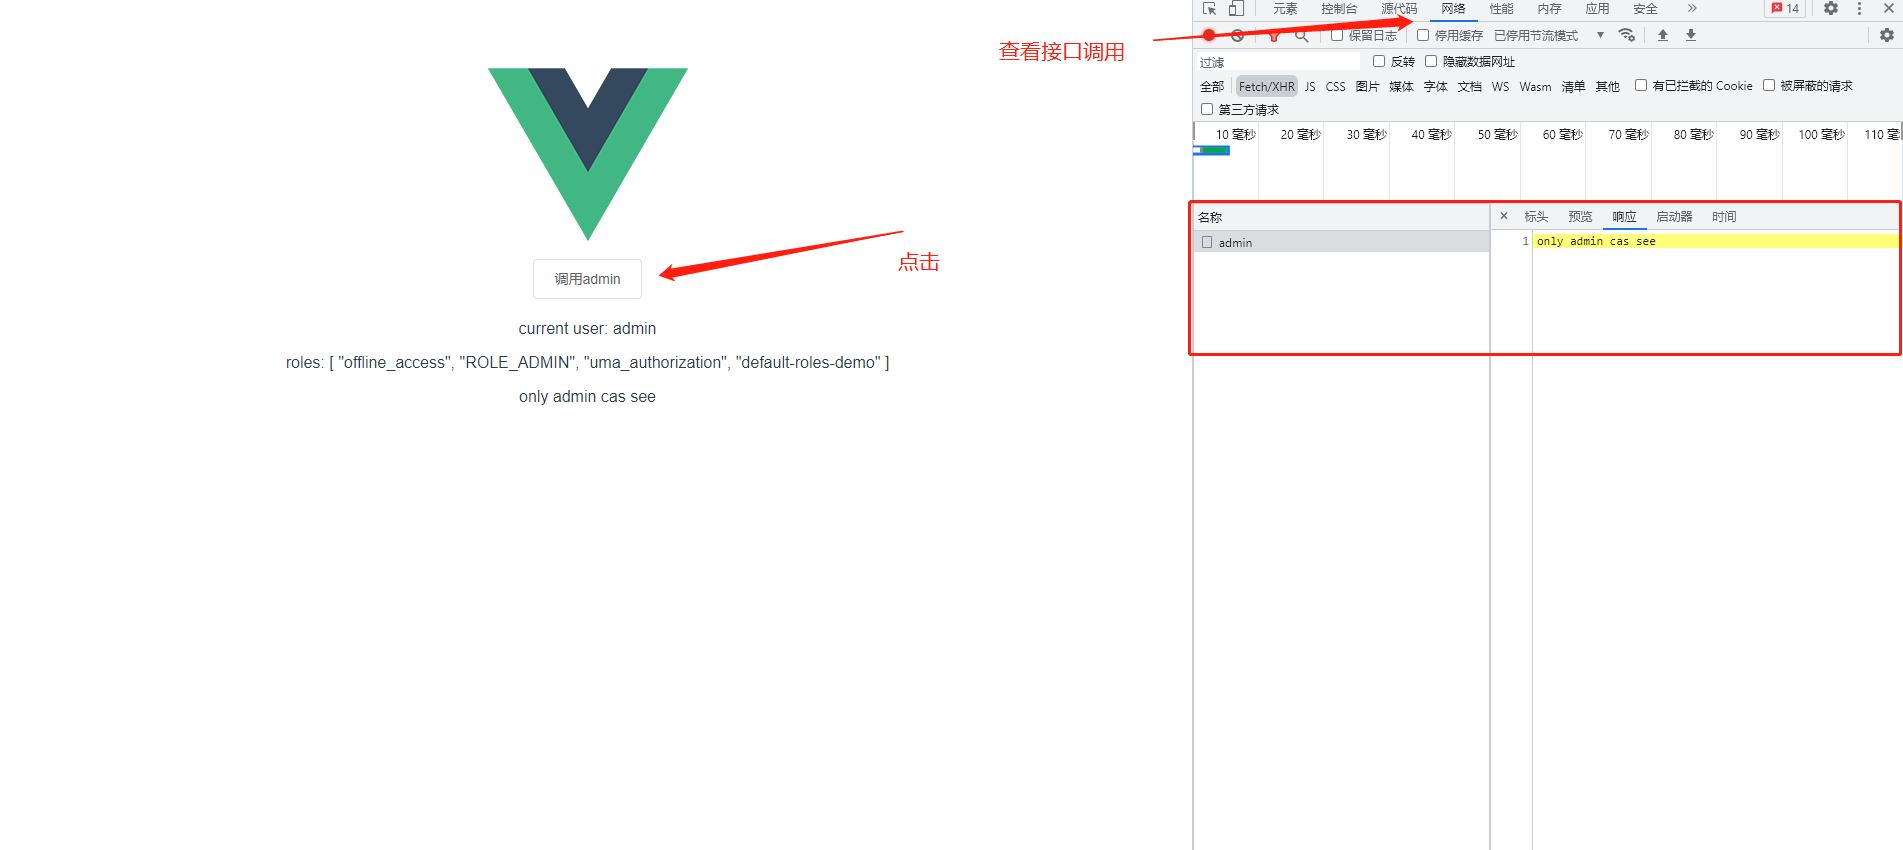 查看接口调用
点击
调用admin
current user: admin
roles: [ "offline_access", "ROLE_ADMIN", "uma_authorization", "default-roles-demo" ]
only admin cas see
元素 控制台 源代码 网络 性能 内存 应用 安全 » 14
保留日志 停用缓存 已停用节流模式
过滤 反转 隐藏数据网址
全部 Fetch/XHR JS CSS 图片 媒体 字体 文档 WS Wasm 清单 其他 有已拦截的 Cookie 被屏蔽的请求
第三方请求
10 毫秒 20 毫秒 30 毫秒 40 毫秒 50 毫秒 60 毫秒 70 毫秒 80 毫秒 90 毫秒 100 毫秒 110 毫
名称 × 标头 预览 响应 启动器 时间
admin 1 only admin cas see